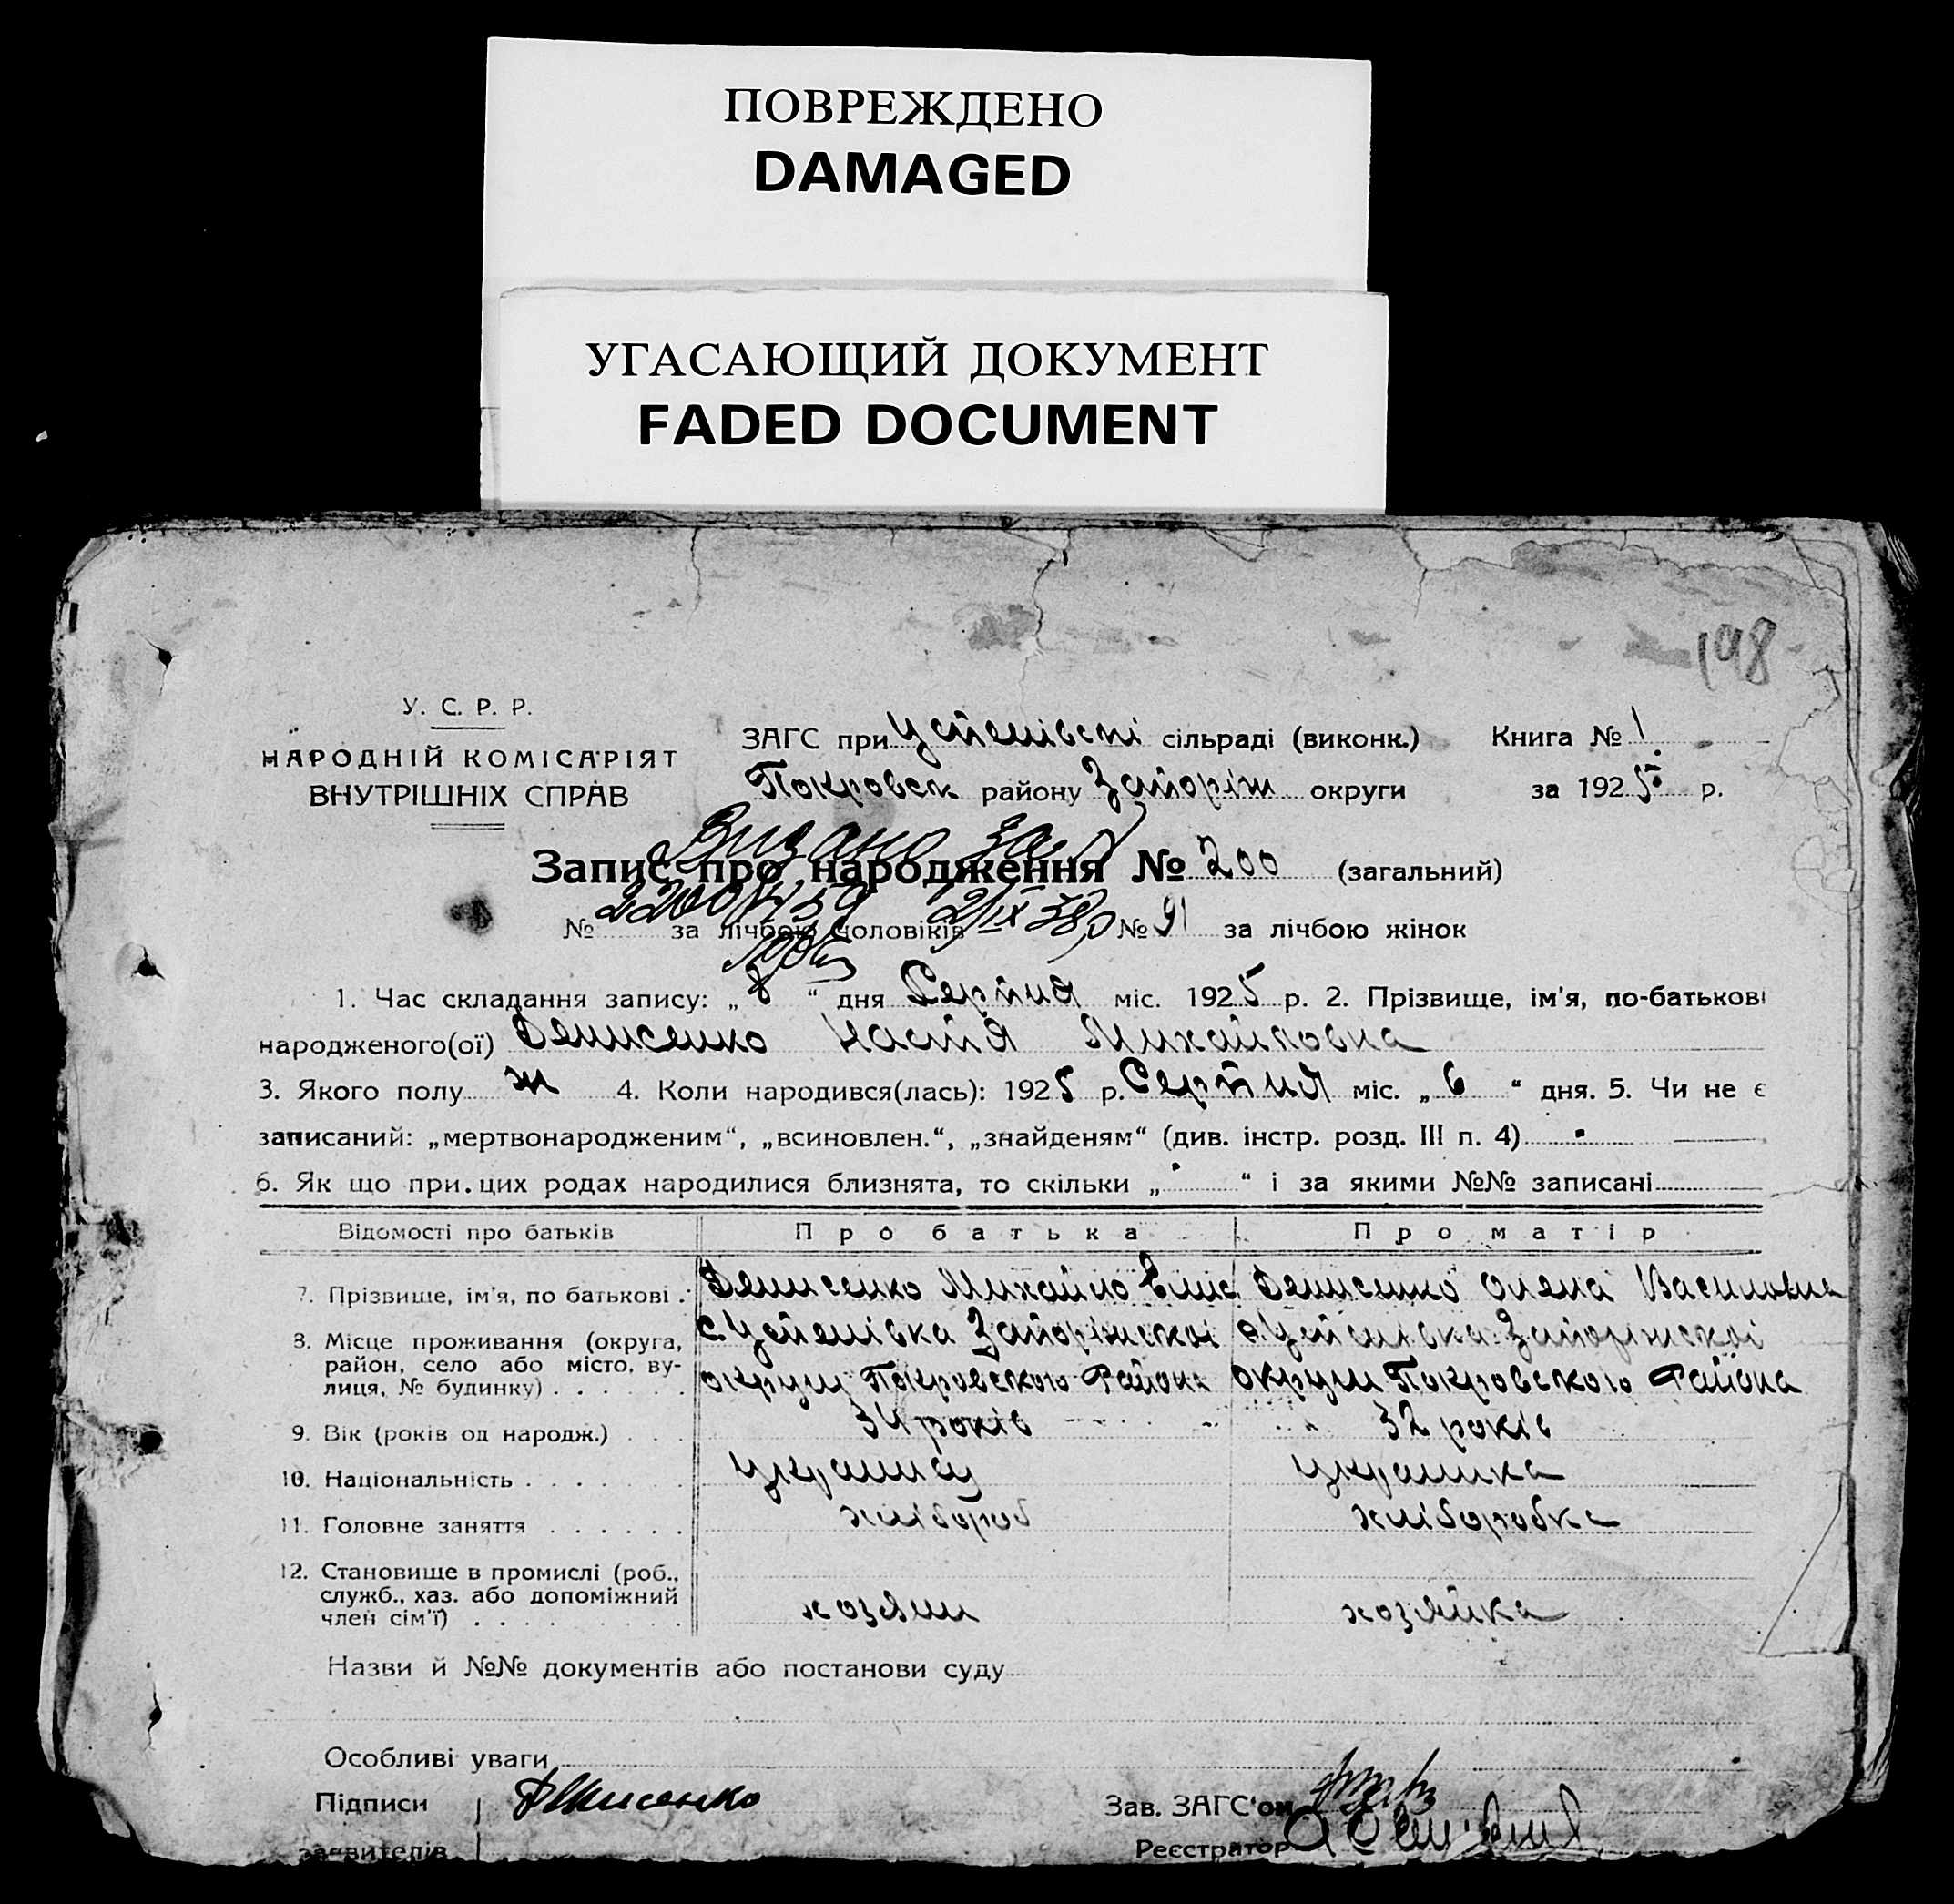 ПОВРЕЖДЕНО
DAMAGED
УГАСАЮЩИЙ ДОКУМЕНТ
FADED DOCUMENT
198
У. С. Р. Р.
НАРОДНІЙ КОМІСАРІЯТ
ВНУТРІШНІХ СПРАВ
ЗАГС при Успенівскі сільраді (виконк.) Книга № 1
Покровск району Запоріж округи за 1925 р.
Видано
Запис про народження № 200 (загальний)
№ за лічбою чоловіків 2/IX 38р № 91 за лічбою жінок
1. Час складання запису: „8“ дня Серпня міс. 1925 р. 2. Прізвище, ім'я, по-батькові
народженого(ої) Денисенко Настя Михайловна
3. Якого полу ж 4. Коли народився(лась): 1925 р. Серпня міс. „6“ дня. 5. Чи не є
записаний: „мертвонародженим“, „всиновлен.“, „знайденям“ (див. інстр. розд. III п. 4)
6. Як що при цих родах народилися близнята, то скільки „ “ і за якими №№ записані
Відомості про батьків Про батька Про матір
7. Прізвище, ім'я, по батькові . Денисенко Михайло Денисенко Олена Василовна
8. Місце проживання (округа, с. Успенівка Запоріжскоі с. Успенівка Запоріжскоі
район, село або місто, ву-
лиця, № будинку) . . . . . . округи Покровского Района округи Покровского Района
9. Вік (років од народж.) . . . 34 років 32 років
10. Національність . . . . . . . українец украинка
11. Головне заняття . . . . . . хлібороб хліборобка
12. Становище в промислі (роб.,
служб., хаз. або допоміжний
член сім'ї) . . . . . . . . . хозяин хозяйка
Назви й №№ документів або постанови суду
Особливі уваги
Підписи Денисенко Зав. ЗАГС'ом
заявителів Реєстратор